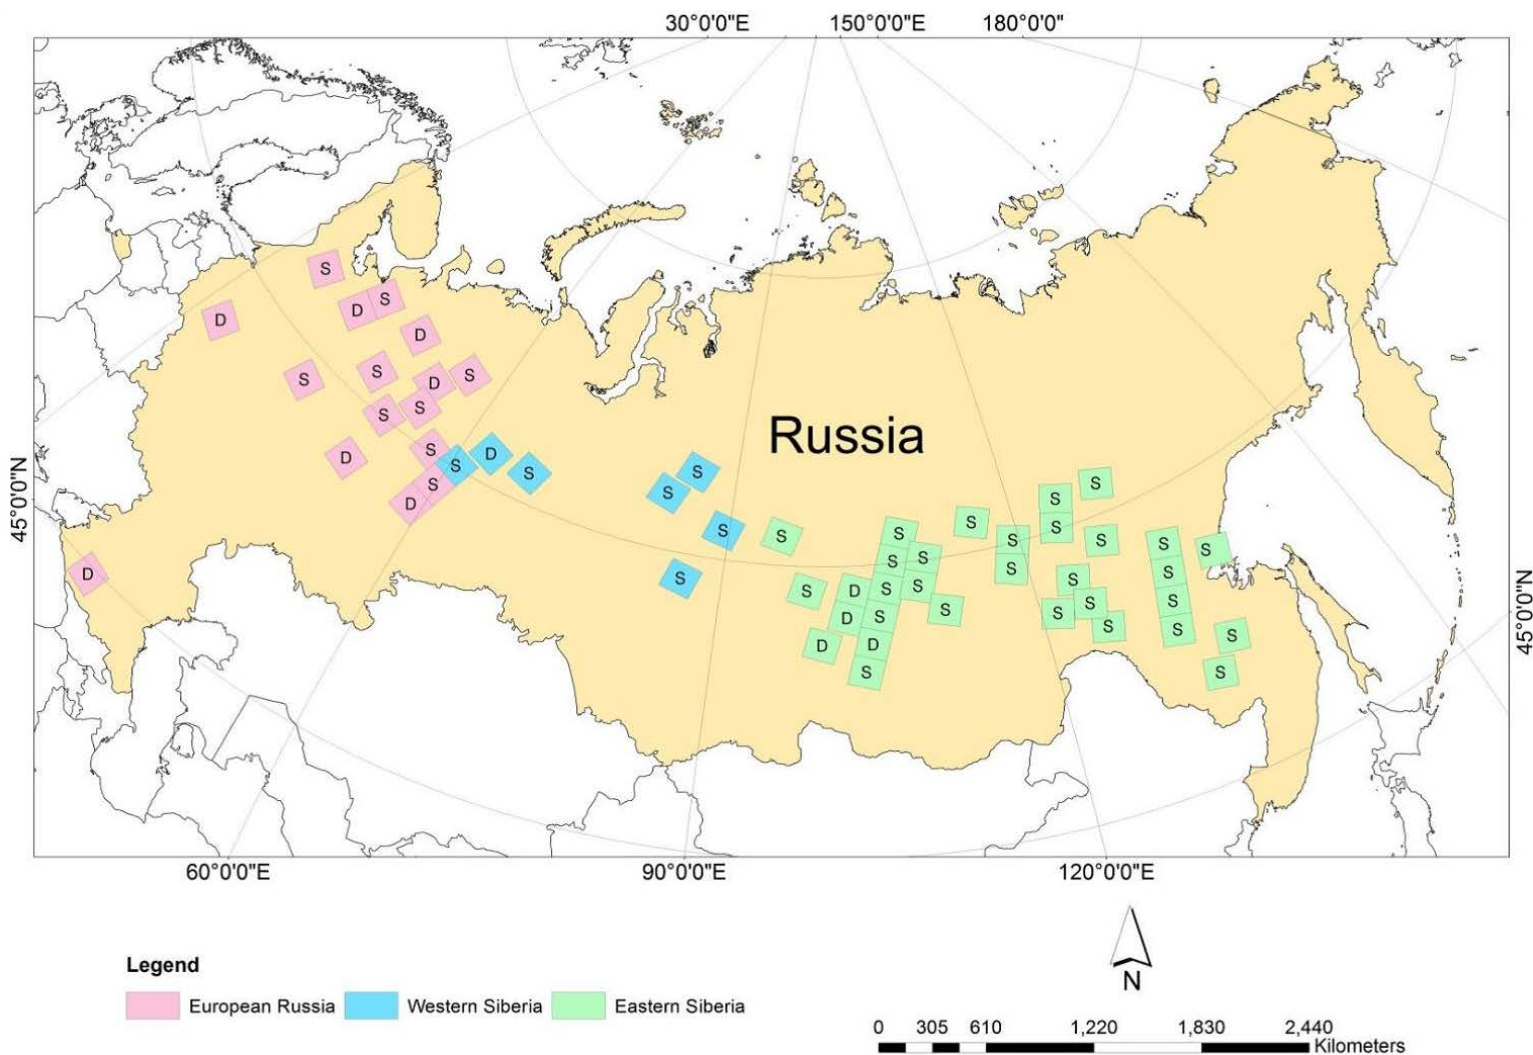 30°0'0"E 150°0'0"E 180°0'0"
S
D S
D
D
S S
S D
S
S
Russia
S D
D S
S S S
S S
S
D
S S
S S S S S S
S
S S
S S S
D S S
S D S S
S S S
S D S
S S S
D D
S S
45°0'0"N
45°0'0"N
60°0'0"E 90°0'0"E 120°0'0"E
N
Legend
European Russia Western Siberia Eastern Siberia
0 305 610 1,220 1,830 2,440
Kilometers